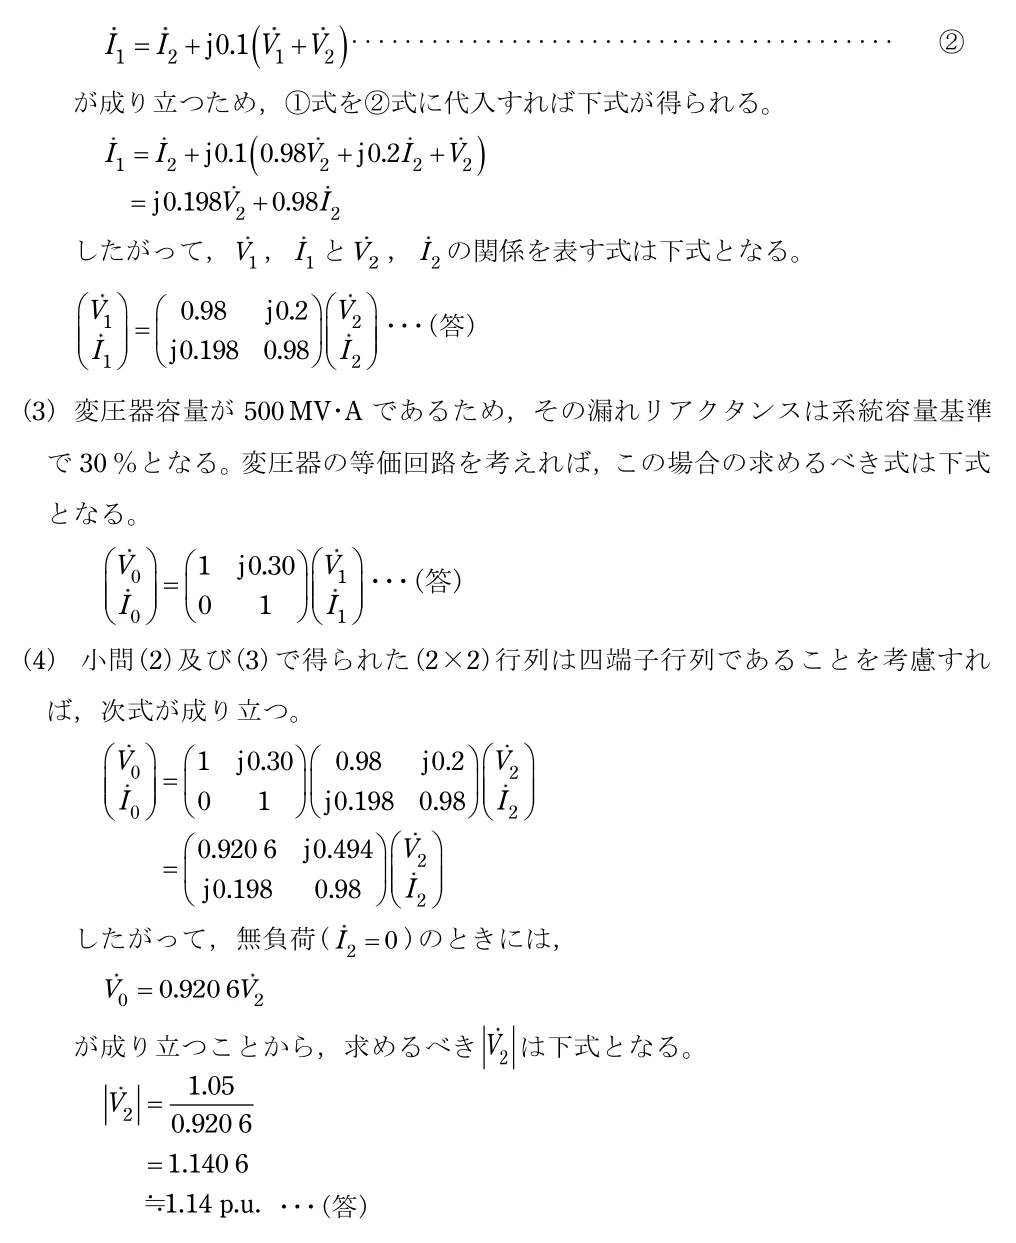 İ₁ = İ₂ + j0.1(V̇₁ + V̇₂)········································ ②
が成り立つため，①式を②式に代入すれば下式が得られる。
İ₁ = İ₂ + j0.1(0.98V̇₂ + j0.2İ₂ + V̇₂)
= j0.198V̇₂ + 0.98İ₂
したがって，V̇₁，İ₁とV̇₂，İ₂の関係を表す式は下式となる。
(V̇₁ İ₁) = (0.98 j0.2 j0.198 0.98)(V̇₂ İ₂) ···(答)
(3) 変圧器容量が 500 MV·A であるため，その漏れリアクタンスは系統容量基準
で 30 %となる。変圧器の等価回路を考えれば，この場合の求めるべき式は下式
となる。
(V̇₀ İ₀) = (1 j0.30 0 1)(V̇₁ İ₁) ···(答)
(4) 小問(2)及び(3)で得られた(2×2)行列は四端子行列であることを考慮すれ
ば，次式が成り立つ。
(V̇₀ İ₀) = (1 j0.30 0 1)(0.98 j0.2 j0.198 0.98)(V̇₂ İ₂)
= (0.920 6 j0.494 j0.198 0.98)(V̇₂ İ₂)
したがって，無負荷(İ₂ = 0)のときには，
V̇₀ = 0.920 6V̇₂
が成り立つことから，求めるべき|V̇₂|は下式となる。
|V̇₂| = 1.05 / 0.920 6
= 1.140 6
≒1.14 p.u. ···(答)